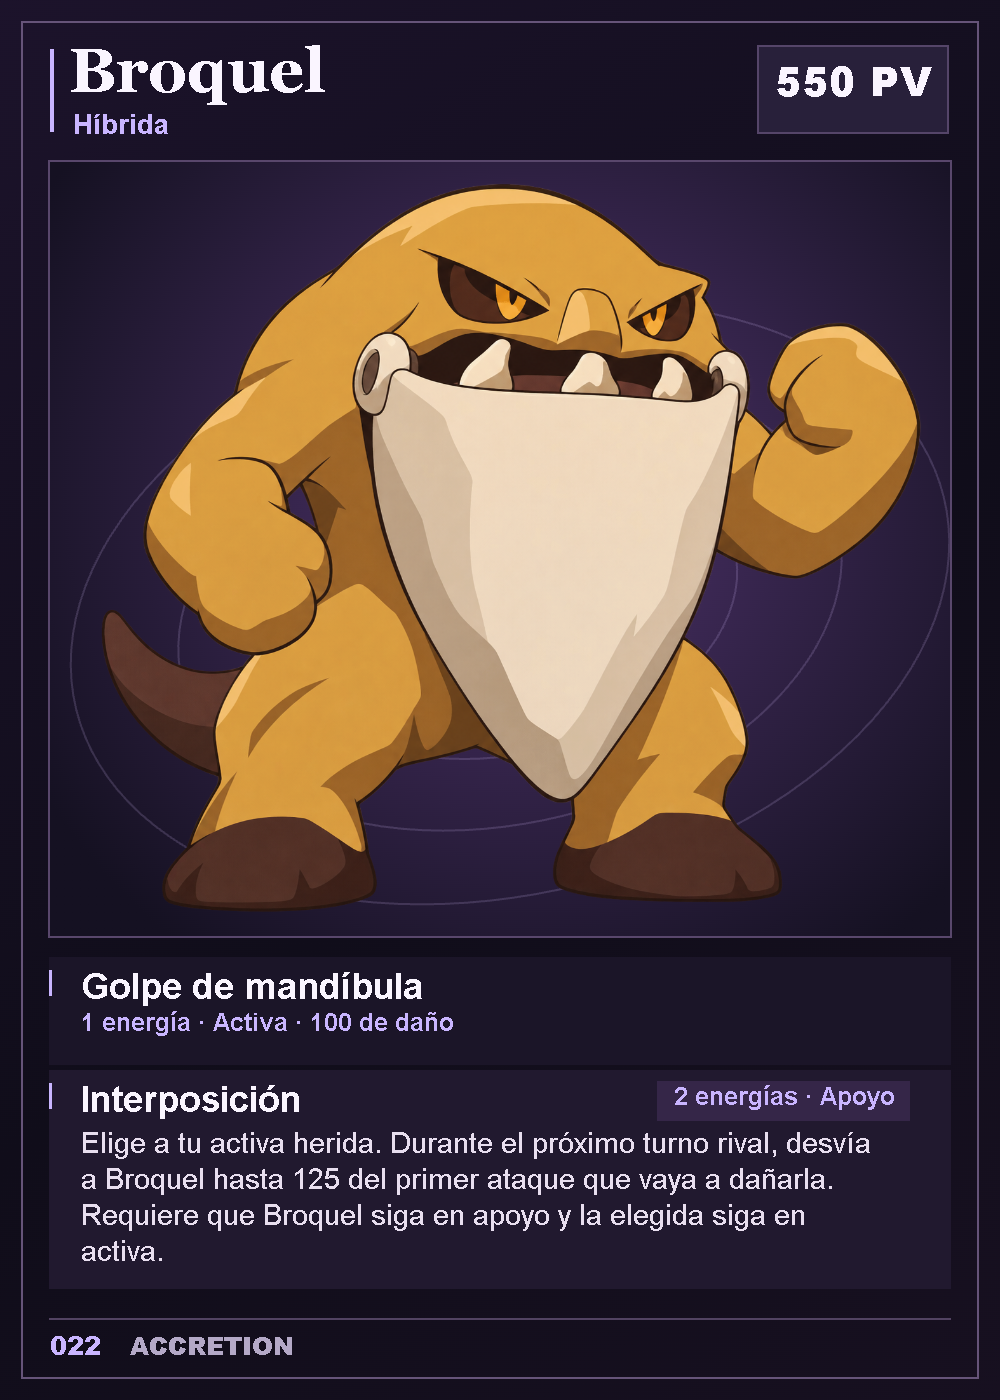 Broquel
550 PV
Híbrida
Golpe de mandíbula
1 energía · Activa · 100 de daño
Interposición
2 energías · Apoyo
Elige a tu activa herida. Durante el próximo turno rival, desvía
a Broquel hasta 125 del primer ataque que vaya a dañarla.
Requiere que Broquel siga en apoyo y la elegida siga en
activa.
022 ACCRETION